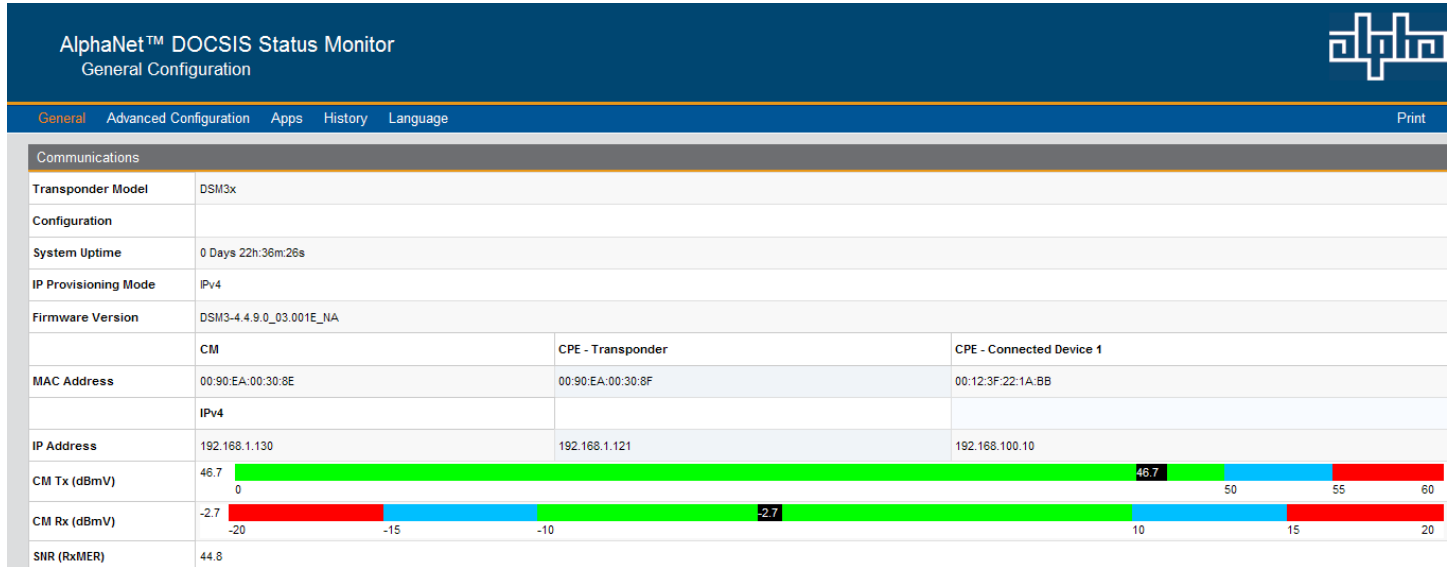 AlphaNet™ DOCSIS Status Monitor
General Configuration
alpha
General Advanced Configuration Apps History Language Print
Communications
Transponder Model DSM3x
Configuration
System Uptime 0 Days 22h:36m:26s
IP Provisioning Mode IPv4
Firmware Version DSM3-4.4.9.0_03.001E_NA
CM CPE - Transponder CPE - Connected Device 1
MAC Address 00:90:EA:00:30:8E 00:90:EA:00:30:8F 00:12:3F:22:1A:BB
IPv4
IP Address 192.168.1.130 192.168.1.121 192.168.100.10
CM Tx (dBmV) 46.7 46.7
0 50 55 60
CM Rx (dBmV) -2.7 -2.7
-20 -15 -10 10 15 20
SNR (RxMER) 44.8